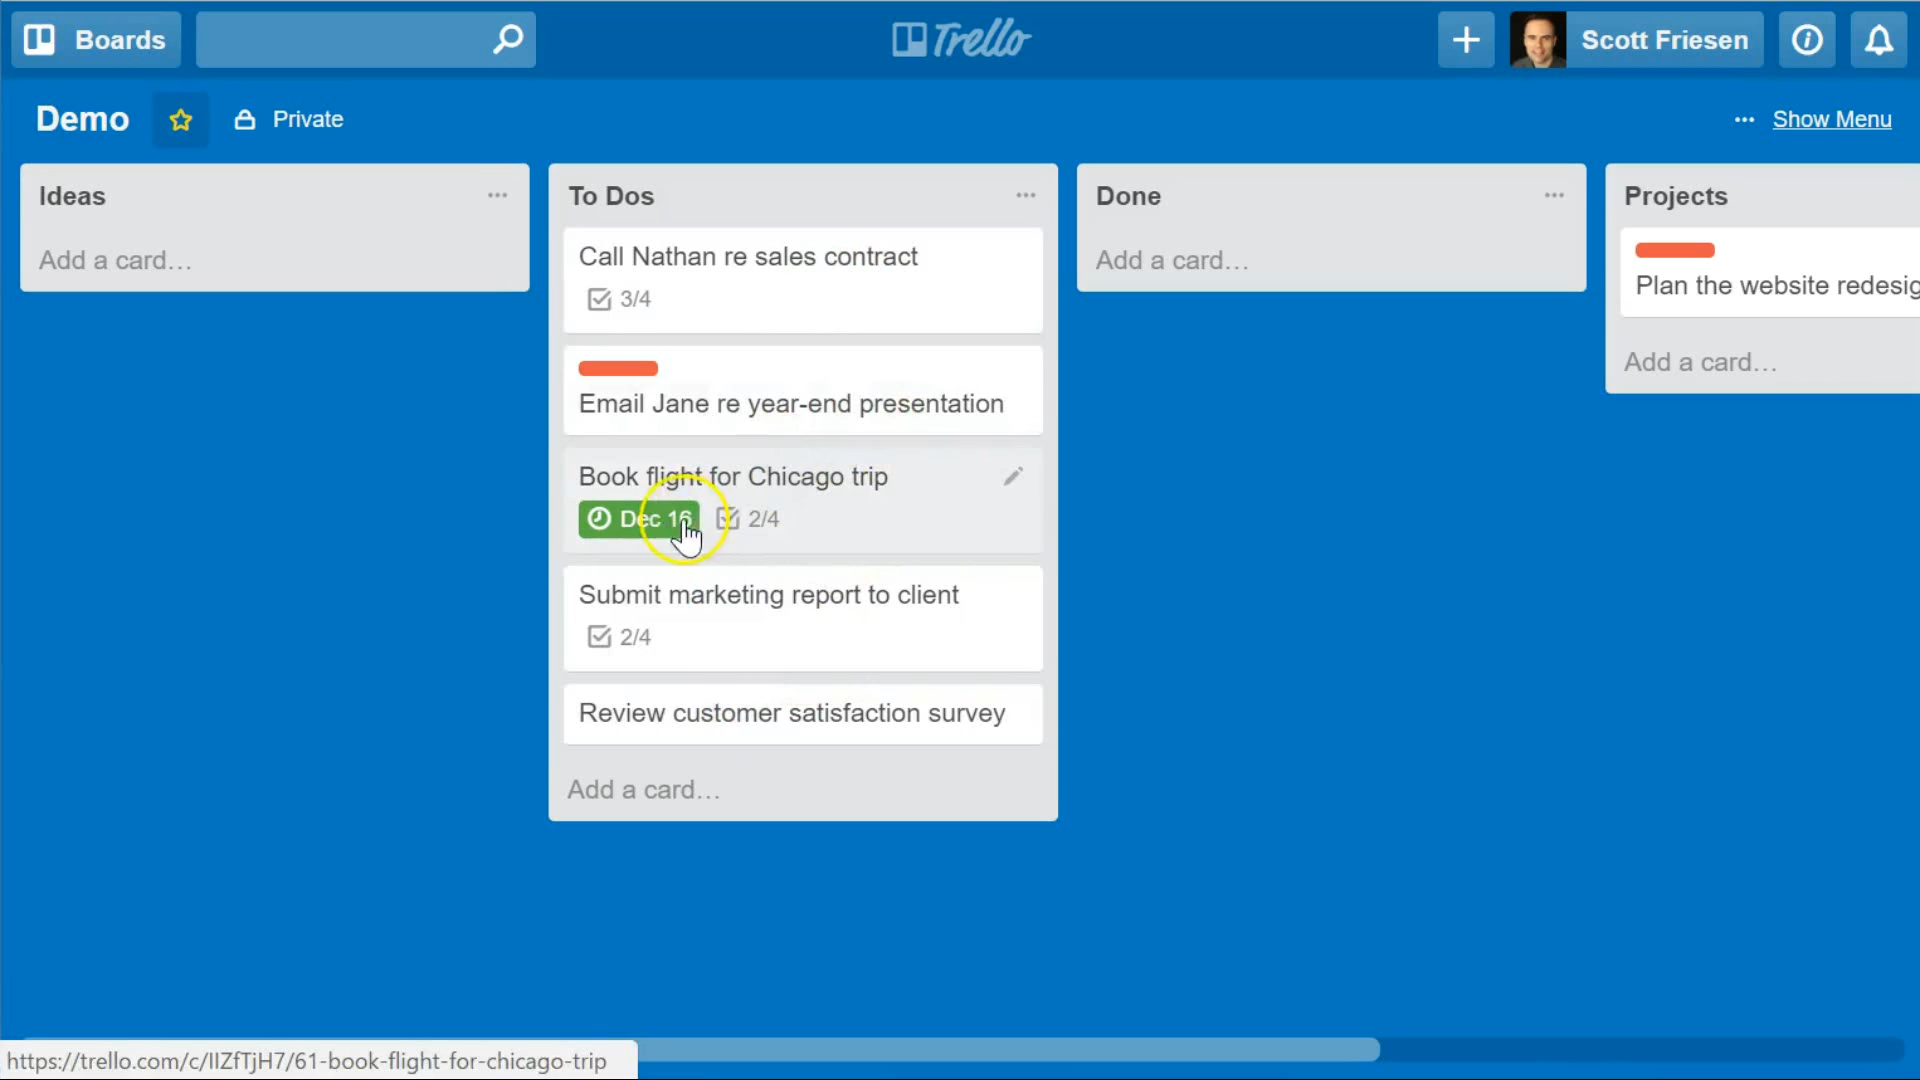 Boards
Trello
Scott Friesen
Demo
Private
Show Menu
Ideas
Add a card…
To Dos
Call Nathan re sales contract
3/4
Email Jane re year-end presentation
Book flight for Chicago trip
Dec 16
2/4
Submit marketing report to client
2/4
Review customer satisfaction survey
Add a card…
Done
Add a card…
Projects
Plan the website redesig
Add a card…
https://trello.com/c/IIZfTjH7/61-book-flight-for-chicago-trip